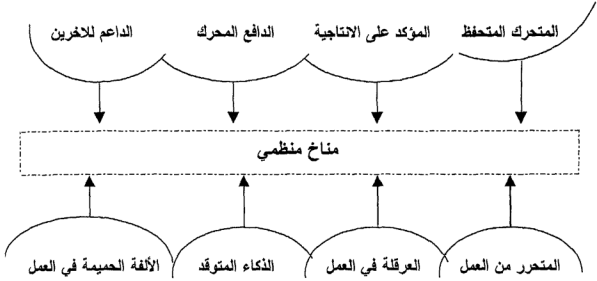 المتحرك المتحفظ
المؤكد على الانتاجية
الدافع المحرك
الداعم للاخرين
مناخ منظمي
المتحرر من العمل
العرقلة في العمل
الذكاء المتوقد
الألفة الحميمة في العمل